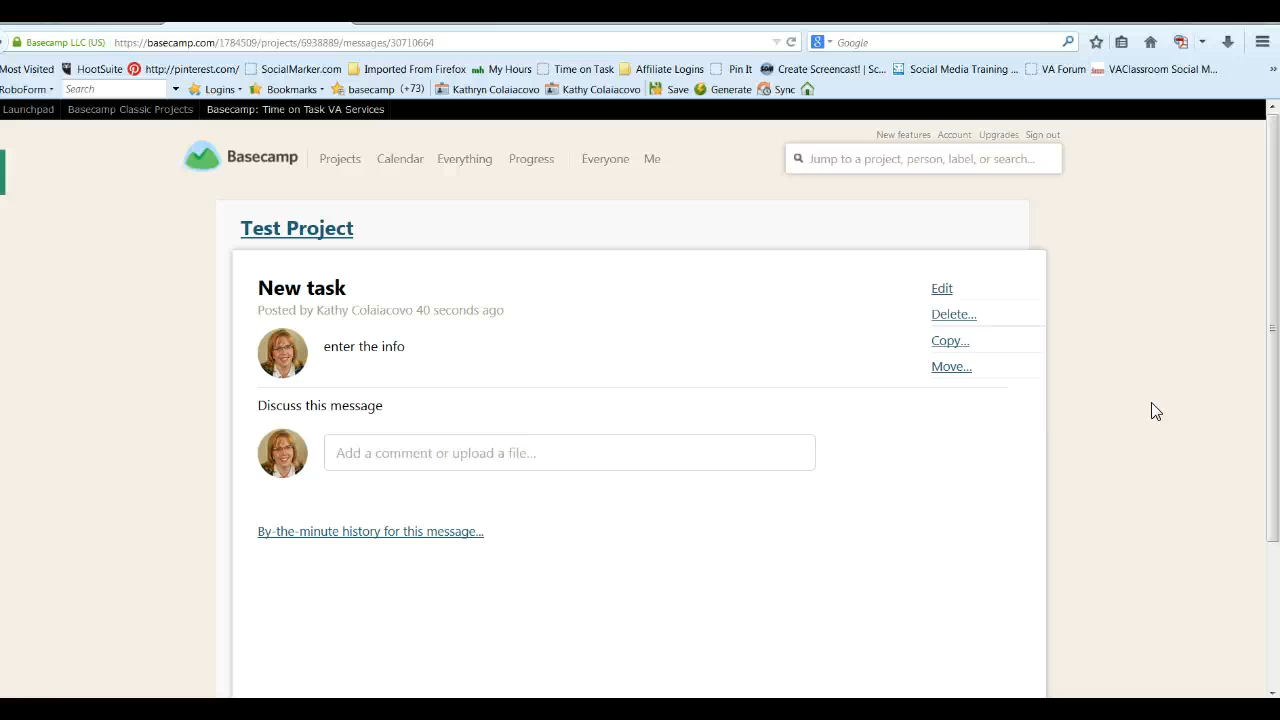 Basecamp LLC (US) https://basecamp.com/1784509/projects/6938889/messages/30710664 Google
Most Visited HootSuite http://pinterest.com/ SocialMarker.com Imported From Firefox My Hours Time on Task Affiliate Logins Pin It Create Screencast! | Sc... Social Media Training ... VA Forum VAClassroom Social M... »
RoboForm Search Logins Bookmarks basecamp (+73) Kathryn Colaiacovo Kathy Colaiacovo Save Generate Sync
Launchpad Basecamp Classic Projects Basecamp: Time on Task VA Services
New features Account Upgrades Sign out
Basecamp Projects Calendar Everything Progress Everyone Me Jump to a project, person, label, or search...
Test Project
New task
Edit
Posted by Kathy Colaiacovo 40 seconds ago
Delete...
enter the info
Copy...
Move...
Discuss this message
Add a comment or upload a file...
By-the-minute history for this message...